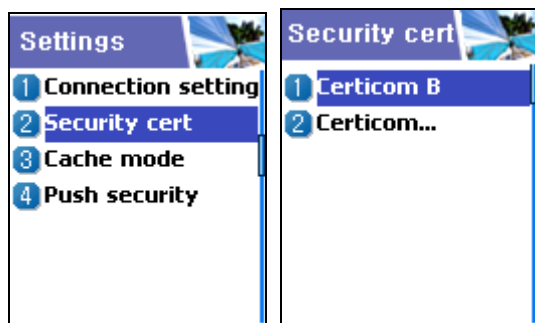 Settings
1 Connection setting
2 Security cert
3 Cache mode
4 Push security
Security cert
1 Certicom B
2 Certicom...